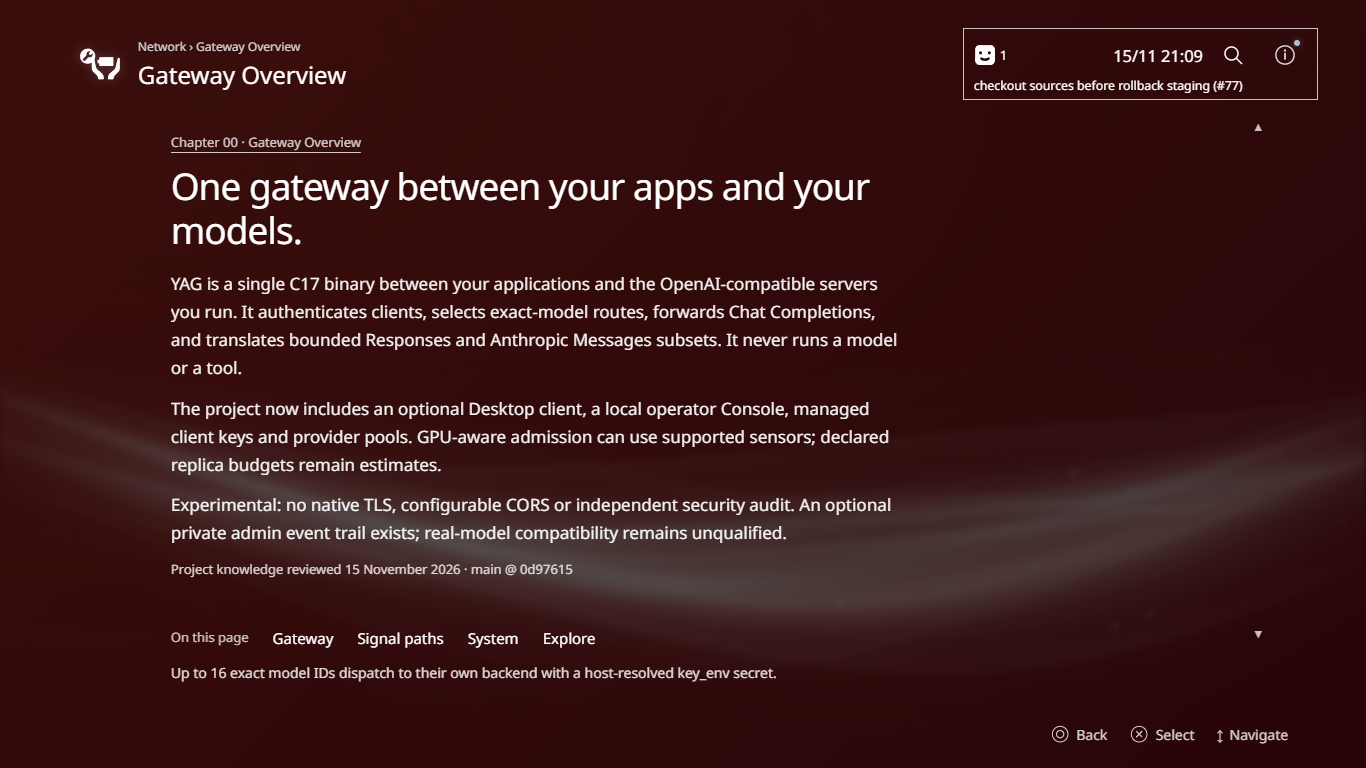 Network › Gateway Overview
Gateway Overview
1
15/11 21:09
checkout sources before rollback staging (#77)
Chapter 00 · Gateway Overview
One gateway between your apps and your
models.
YAG is a single C17 binary between your applications and the OpenAI-compatible servers
you run. It authenticates clients, selects exact-model routes, forwards Chat Completions,
and translates bounded Responses and Anthropic Messages subsets. It never runs a model
or a tool.
The project now includes an optional Desktop client, a local operator Console, managed
client keys and provider pools. GPU-aware admission can use supported sensors; declared
replica budgets remain estimates.
Experimental: no native TLS, configurable CORS or independent security audit. An optional
private admin event trail exists; real-model compatibility remains unqualified.
Project knowledge reviewed 15 November 2026 · main @ 0d97615
On this page Gateway Signal paths System Explore
Up to 16 exact model IDs dispatch to their own backend with a host-resolved key_env secret.
Back Select Navigate